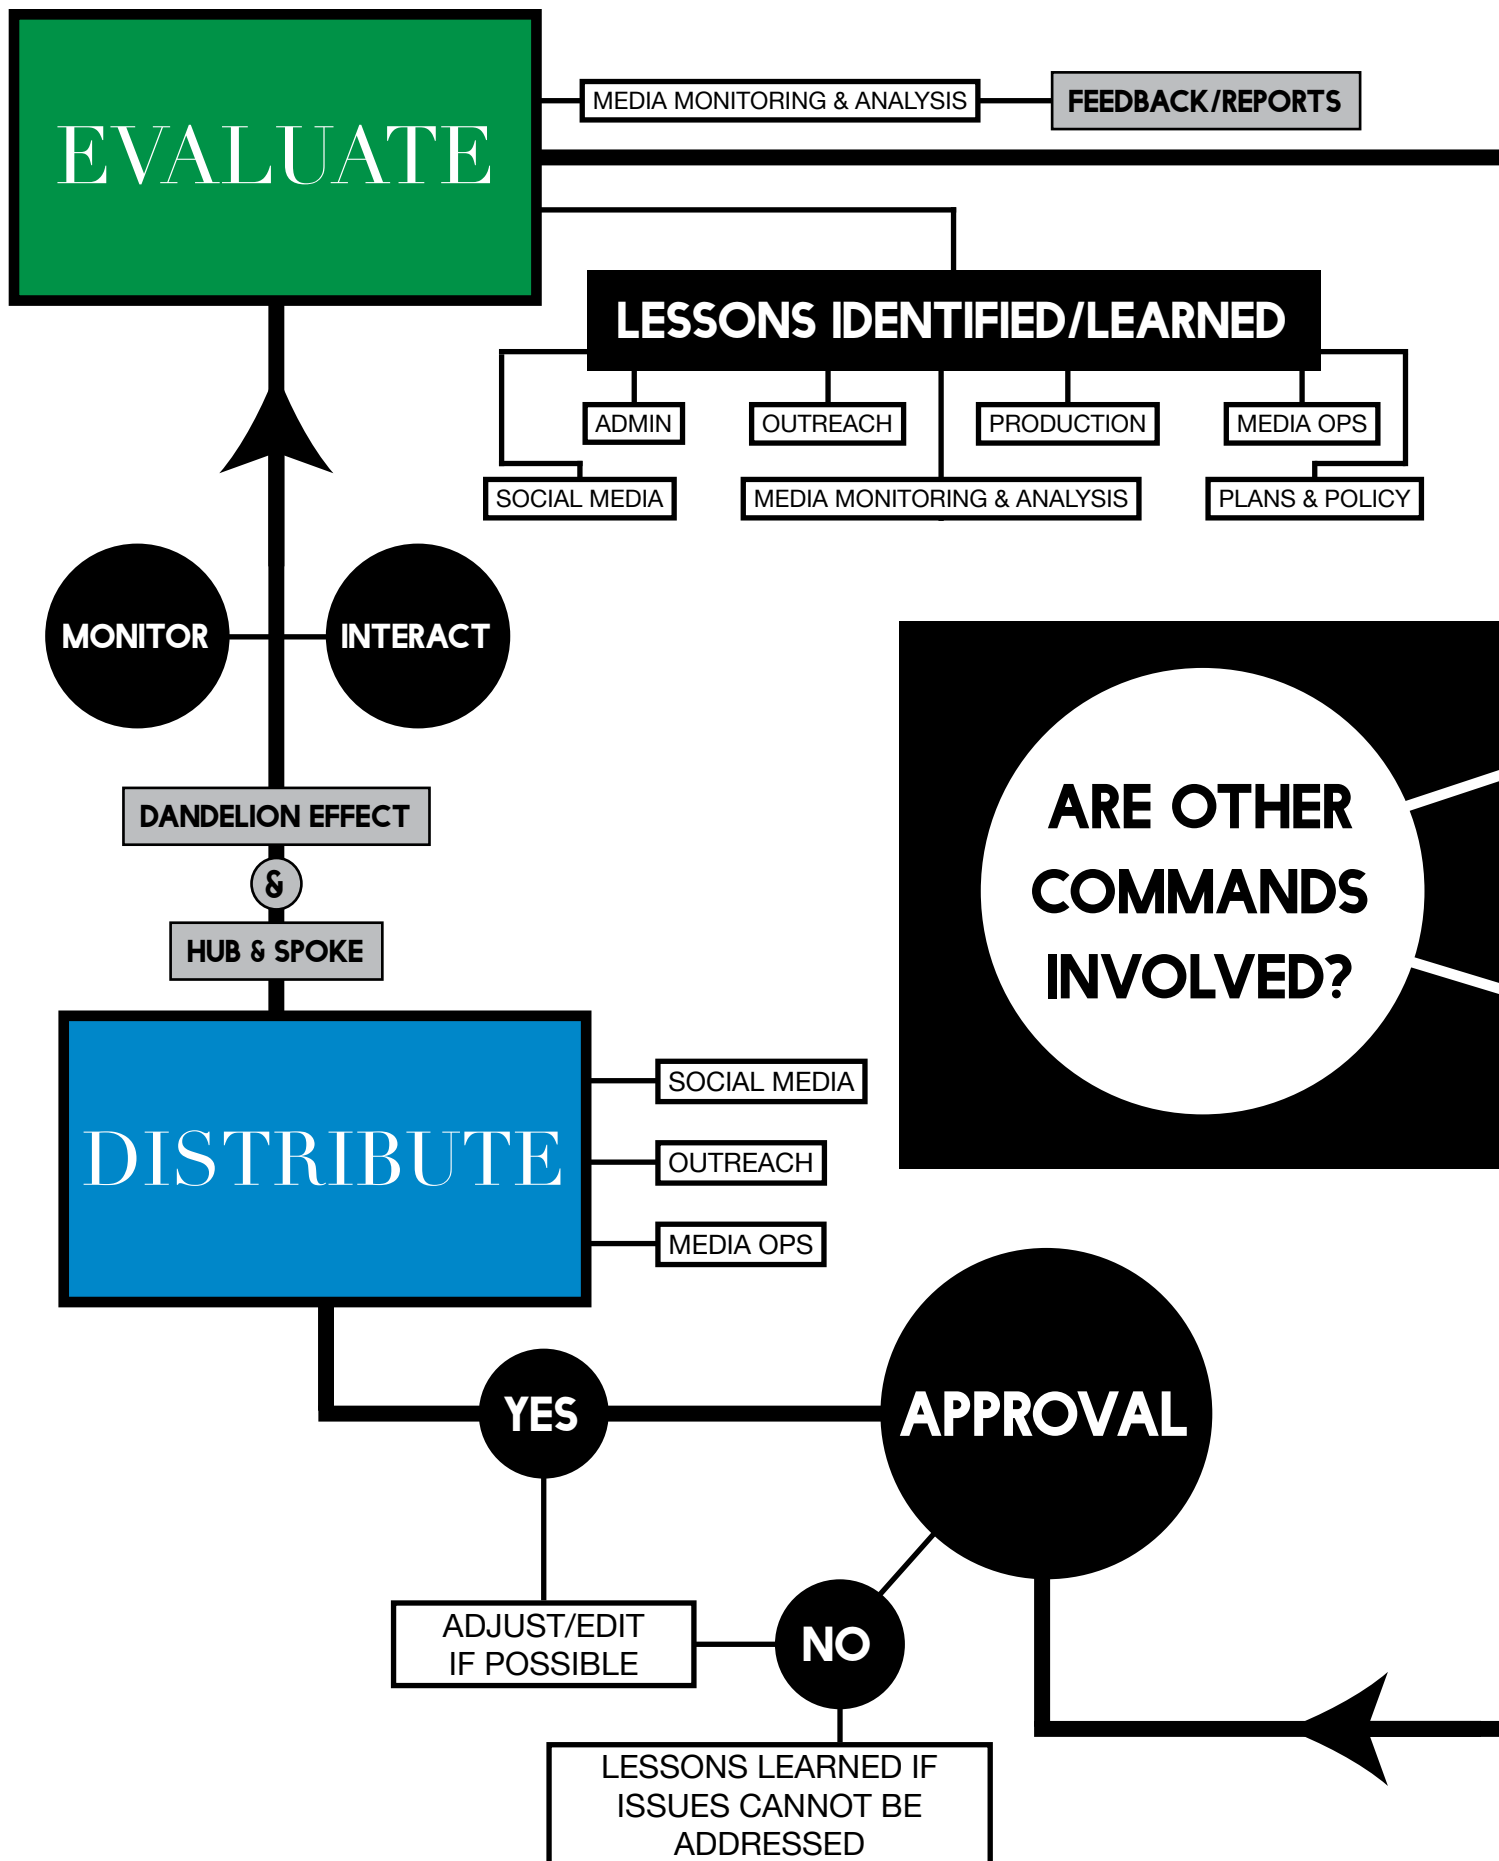 EVALUATE
MEDIA MONITORING & ANALYSIS
FEEDBACK/REPORTS
LESSONS IDENTIFIED/LEARNED
ADMIN
OUTREACH
PRODUCTION
MEDIA OPS
SOCIAL MEDIA
MEDIA MONITORING & ANALYSIS
PLANS & POLICY
MONITOR
INTERACT
DANDELION EFFECT
&
HUB & SPOKE
ARE OTHER
COMMANDS
INVOLVED?
DISTRIBUTE
SOCIAL MEDIA
OUTREACH
MEDIA OPS
YES
APPROVAL
ADJUST/EDIT
IF POSSIBLE
NO
LESSONS LEARNED IF
ISSUES CANNOT BE
ADDRESSED